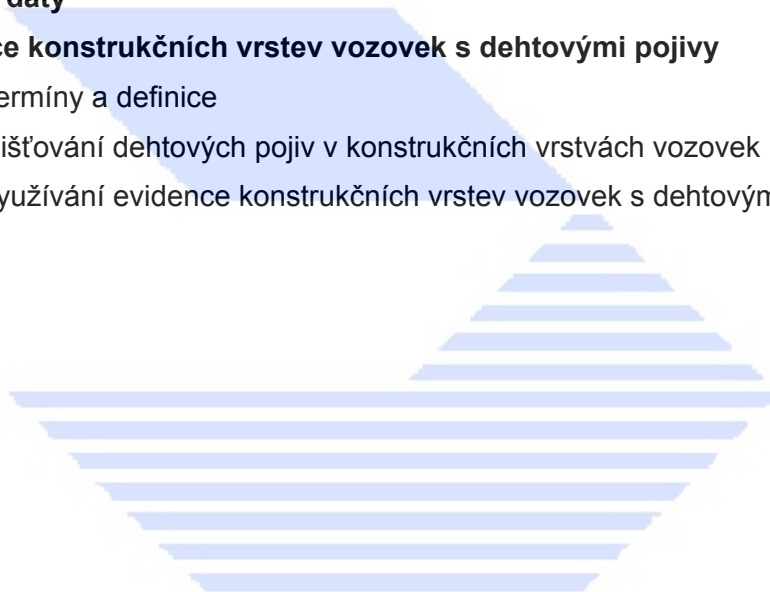 daty
ce konstrukčních vrstev vozovek s dehtovými pojivy
ermíny a definice
išťování dehtových pojiv v konstrukčních vrstvách vozovek
yužívání evidence konstrukčních vrstev vozovek s dehtovým